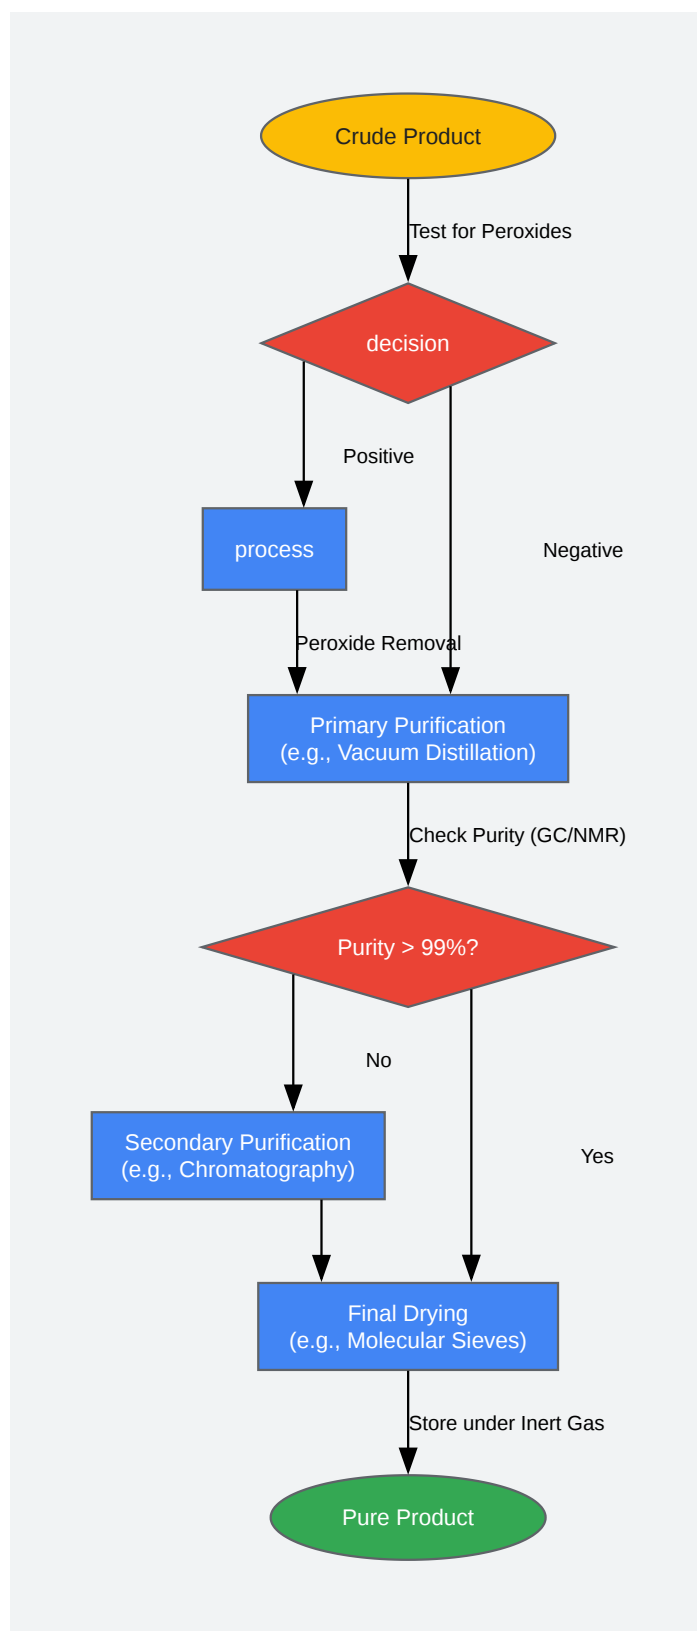 Crude Product
Test for Peroxides
decision
Positive
process
Negative
Peroxide Removal
Primary Purification
(e.g., Vacuum Distillation)
Check Purity (GC/NMR)
Purity > 99%?
No
Secondary Purification
(e.g., Chromatography)
Yes
Final Drying
(e.g., Molecular Sieves)
Store under Inert Gas
Pure Product